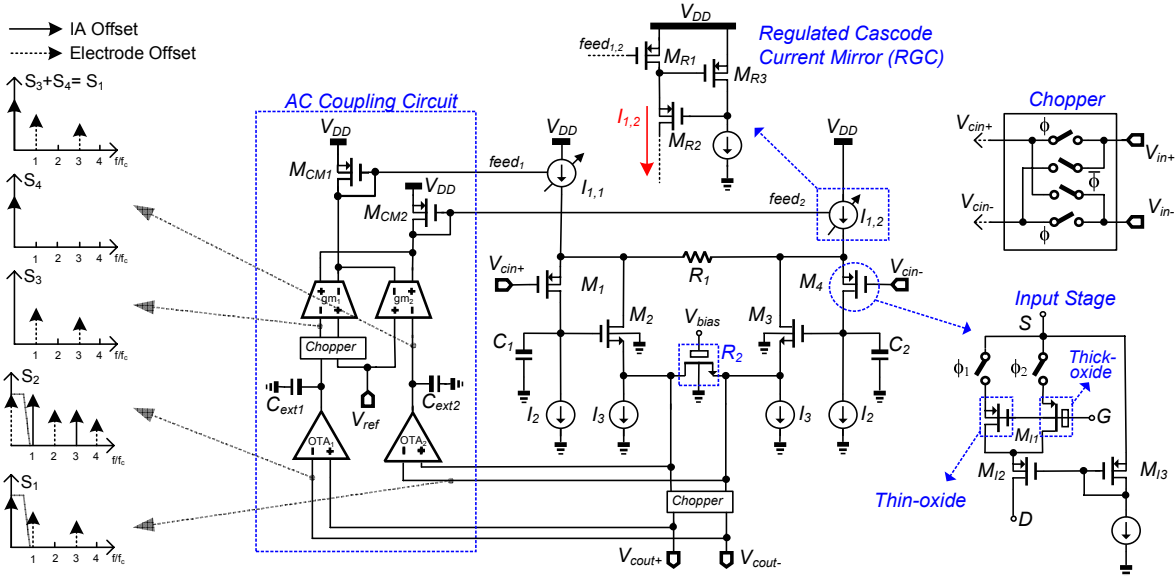 IA Offset
Electrode Offset
S3+S4= S1
1 2 3 4 f/fc
S4
1 2 3 4 f/fc
S3
1 2 3 4 f/fc
S2
1 2 3 4 f/fc
S1
1 2 3 4 f/fc
AC Coupling Circuit
VDD
MCM1
VDD
MCM2
feed1
feed2
gm1
gm2
Chopper
Cext1
Vref
Cext2
OTA1
OTA2
VDD
feed1,2
MR1
MR3
I1,2
MR2
Regulated Cascode
Current Mirror (RGC)
VDD
I1,1
VDD
I1,2
Vcin+
M1
R1
M4
Vcin-
C1
M2
Vbias
M3
C2
R2
I2
I3
I3
I2
Chopper
Vcout+
Vcout-
Chopper
Vcin+
ϕ
Vin+
ϕ
Vcin-
ϕ
Vin-
Input Stage
S
ϕ1
ϕ2
Thick-
oxide
G
MI1
MI2
MI3
Thin-oxide
D